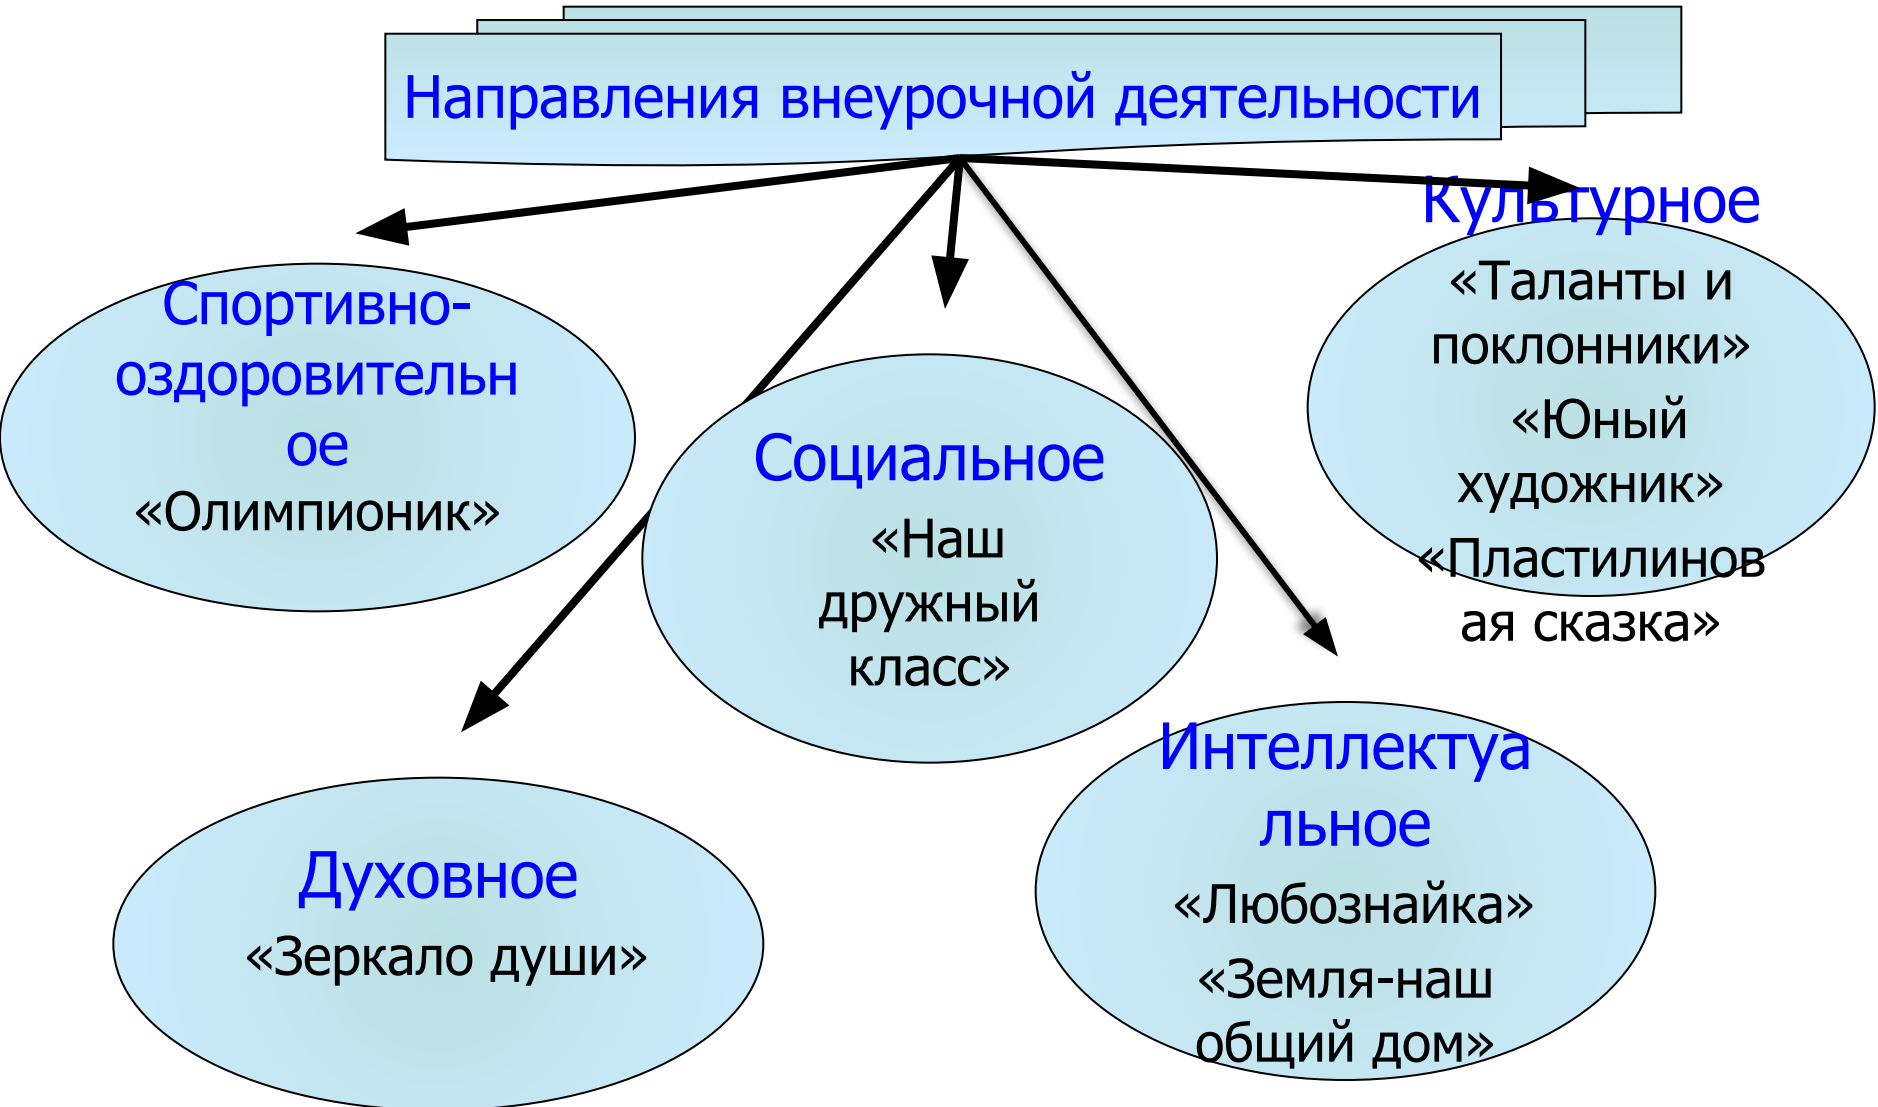 Направления внеурочной деятельности
Спортивно-
оздоровительн
ое
«Олимпионик»
Социальное
«Наш
дружный
класс»
Культурное
«Таланты и
поклонники»
«Юный
художник»
«Пластилинов
ая сказка»
Духовное
«Зеркало души»
Интеллектуа
льное
«Любознайка»
«Земля-наш
общий дом»